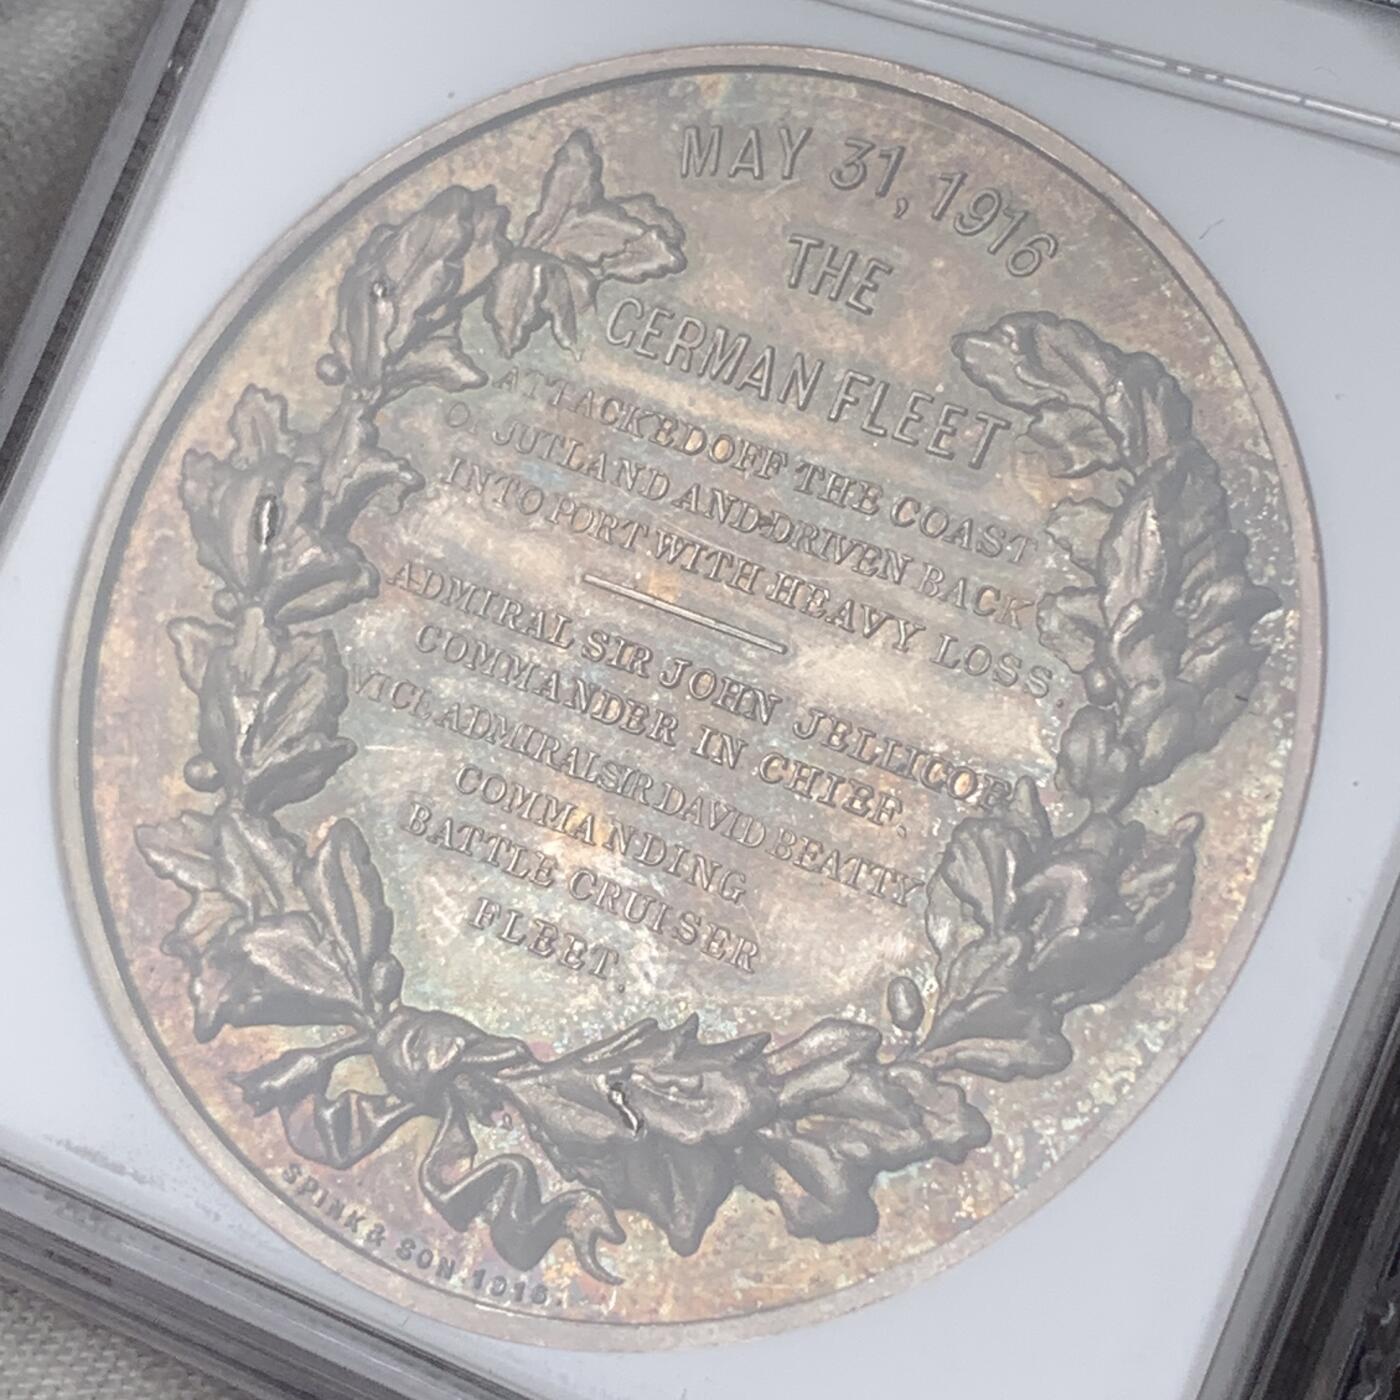 MAY 31, 1916
THE
GERMAN FLEET
ATTACKED OFF THE COAST
OF JUTLAND AND DRIVEN BACK
INTO PORT WITH HEAVY LOSS
ADMIRAL SIR JOHN JELLICOE
COMMANDER IN CHIEF.
VICE ADMIRAL SIR DAVID BEATTY
COMMANDING
BATTLE CRUISER
FLEET.
SPINK & SON 1916.